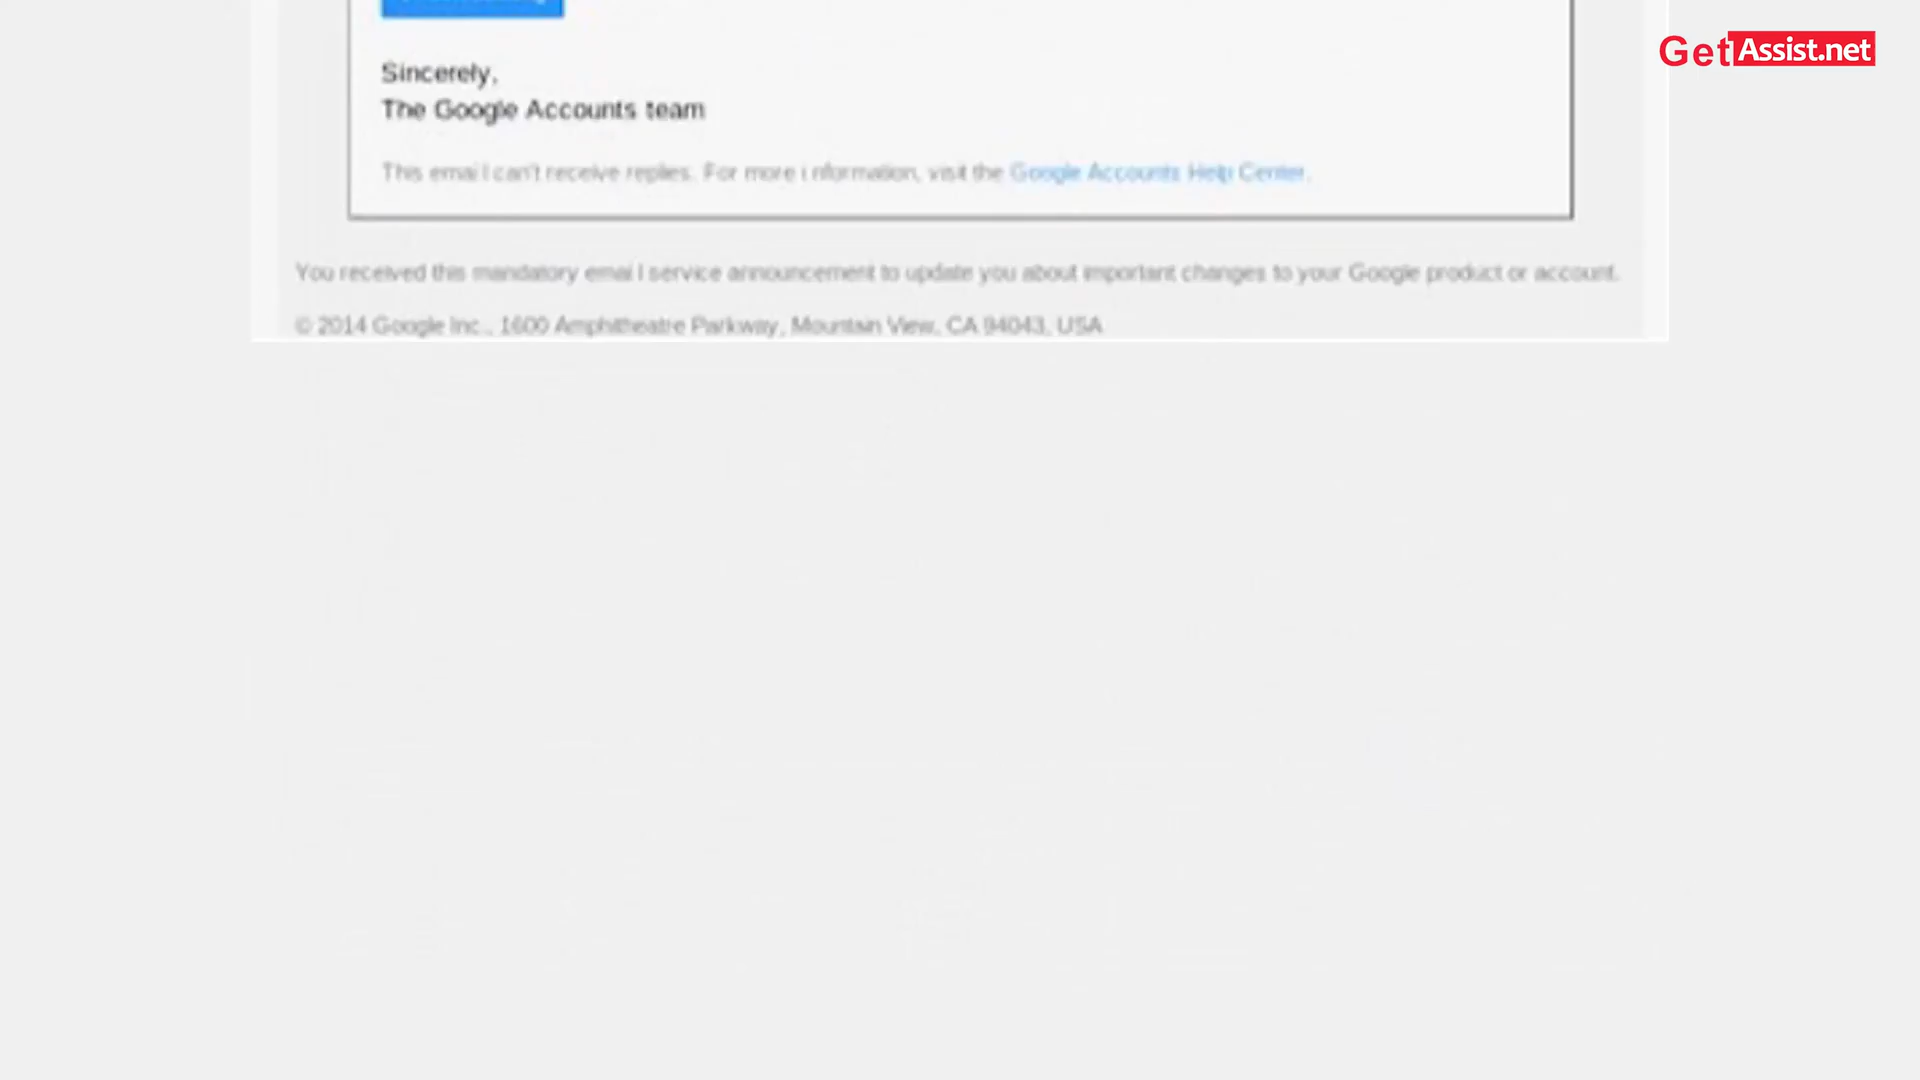 GetAssist.net
Sincerely,
The Google Accounts team
This email can't receive replies. For more information, visit the Google Accounts Help Center.
You received this mandatory email service announcement to update you about important changes to your Google product or account.
© 2014 Google Inc., 1600 Amphitheatre Parkway, Mountain View, CA 94043, USA